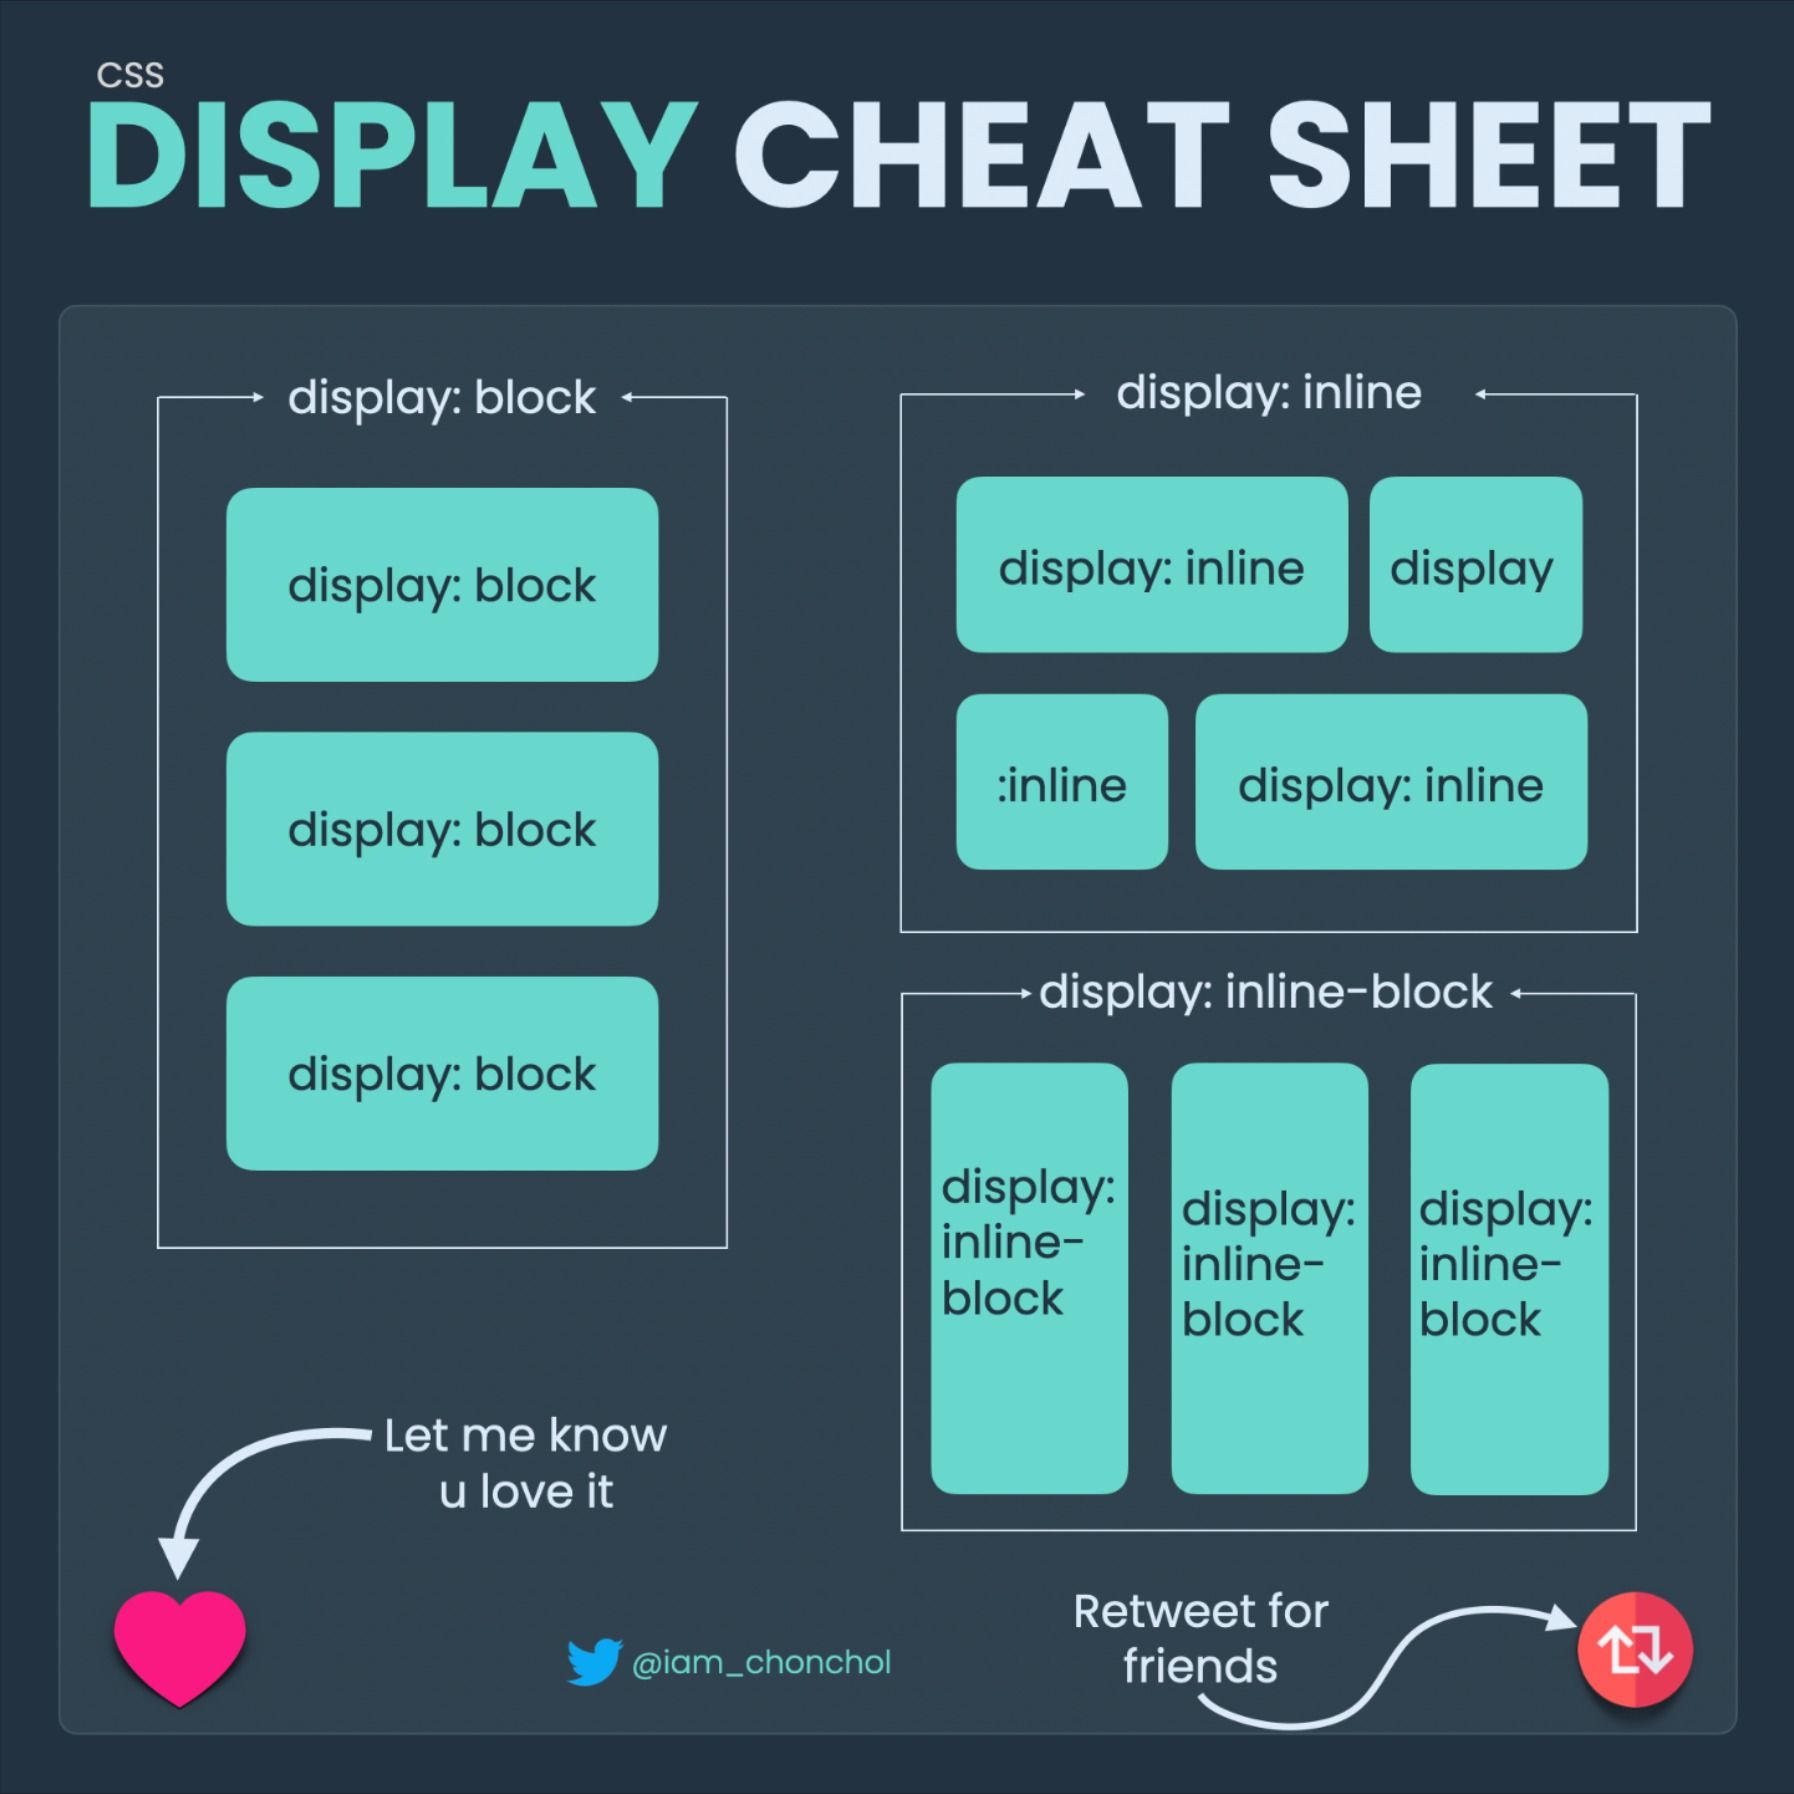 CSS
DISPLAY CHEAT SHEET
display: block
display: block
display: block
display: block
display: inline
display: inline
display
:inline
display: inline
display: inline-block
display:
inline-
block
display:
inline-
block
display:
inline-
block
Let me know
u love it
@iam_chonchol
Retweet for
friends